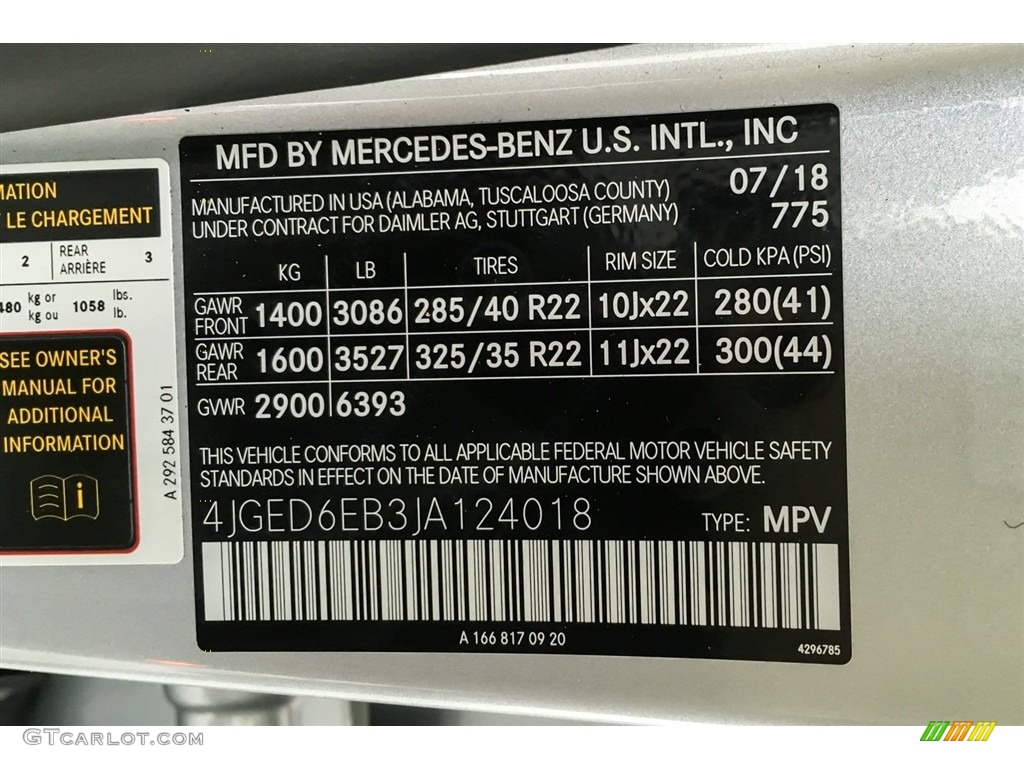 MATION
LE CHARGEMENT
2 REAR ARRIÈRE 3
480 kg or kg ou 1058 lbs. lb.
SEE OWNER'S
MANUAL FOR
ADDITIONAL
INFORMATION
i
A 292 584 37 01
MFD BY MERCEDES-BENZ U.S. INTL., INC
MANUFACTURED IN USA (ALABAMA, TUSCALOOSA COUNTY) 07/18
UNDER CONTRACT FOR DAIMLER AG, STUTTGART (GERMANY) 775
KG LB TIRES RIM SIZE COLD KPA (PSI)
GAWR FRONT 1400 3086 285/40 R22 10Jx22 280(41)
GAWR REAR 1600 3527 325/35 R22 11Jx22 300(44)
GVWR 2900 6393
THIS VEHICLE CONFORMS TO ALL APPLICABLE FEDERAL MOTOR VEHICLE SAFETY
STANDARDS IN EFFECT ON THE DATE OF MANUFACTURE SHOWN ABOVE.
4JGED6EB3JA124018 TYPE: MPV
A 166 817 09 20
4296785
GTCarlot.com